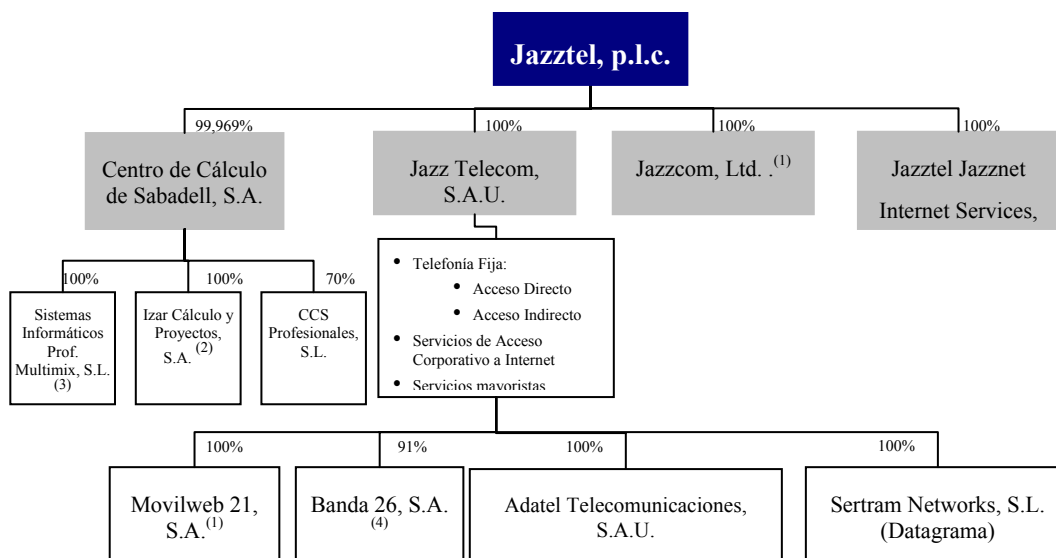 Jazztel, p.l.c.
99,969%
100%
100%
100%
Centro de Cálculo
de Sabadell, S.A.
Jazz Telecom,
S.A.U.
Jazzcom, Ltd. .(1)
Jazztel Jazznet
Internet Services,
• Telefonía Fija:
• Acceso Directo
• Acceso Indirecto
• Servicios de Acceso
Corporativo a Internet
• Servicios mayoristas
100%
100%
70%
Sistemas
Informáticos
Prof.
Multimix, S.L.
(3)
Izar Cálculo y
Proyectos,
S.A. (2)
CCS
Profesionales,
S.L.
100%
91%
100%
100%
Movilweb 21,
S.A.(1)
Banda 26, S.A.
(4)
Adatel Telecomunicaciones,
S.A.U.
Sertram Networks, S.L.
(Datagrama)